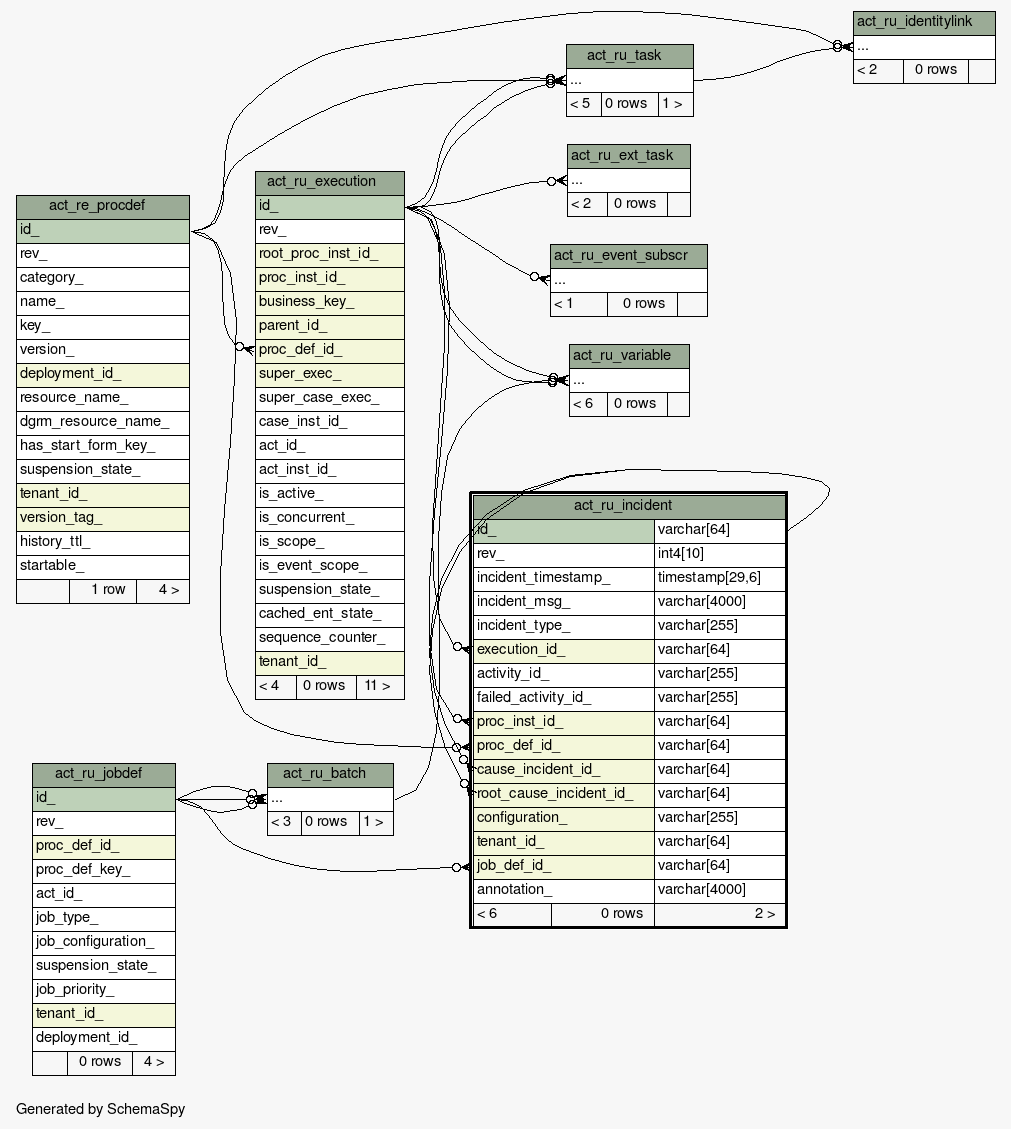 act_ru_identitylink
...
< 2 0 rows
act_ru_task
...
< 5 0 rows 1 >
act_ru_ext_task
...
< 2 0 rows
act_ru_event_subscr
...
< 1 0 rows
act_ru_variable
...
< 6 0 rows
act_re_procdef
id_
rev_
category_
name_
key_
version_
deployment_id_
resource_name_
dgrm_resource_name_
has_start_form_key_
suspension_state_
tenant_id_
version_tag_
history_ttl_
startable_
1 row 4 >
act_ru_execution
id_
rev_
root_proc_inst_id_
proc_inst_id_
business_key_
parent_id_
proc_def_id_
super_exec_
super_case_exec_
case_inst_id_
act_id_
act_inst_id_
is_active_
is_concurrent_
is_scope_
is_event_scope_
suspension_state_
cached_ent_state_
sequence_counter_
tenant_id_
< 4 0 rows 11 >
act_ru_incident
id_ varchar[64]
rev_ int4[10]
incident_timestamp_ timestamp[29,6]
incident_msg_ varchar[4000]
incident_type_ varchar[255]
execution_id_ varchar[64]
activity_id_ varchar[255]
failed_activity_id_ varchar[255]
proc_inst_id_ varchar[64]
proc_def_id_ varchar[64]
cause_incident_id_ varchar[64]
root_cause_incident_id_ varchar[64]
configuration_ varchar[255]
tenant_id_ varchar[64]
job_def_id_ varchar[64]
annotation_ varchar[4000]
< 6 0 rows 2 >
act_ru_jobdef
id_
rev_
proc_def_id_
proc_def_key_
act_id_
job_type_
job_configuration_
suspension_state_
job_priority_
tenant_id_
deployment_id_
0 rows 4 >
act_ru_batch
...
< 3 0 rows 1 >
Generated by SchemaSpy